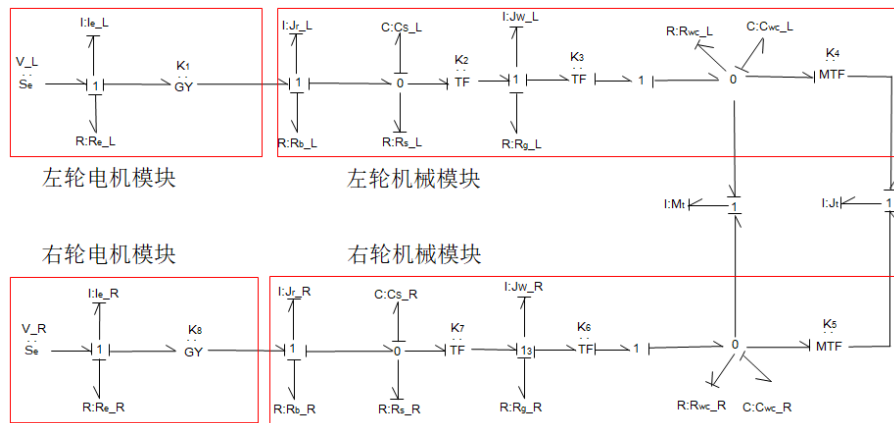 I:Ie_L
I:Jr_L
C:Cs_L
I:Jw_L
R:Rwc_L
C:Cwc_L
V_L
K1
K2
K3
K4
Se
1
GY
1
0
TF
1
TF
1
0
MTF
R:Re_L
R:Rb_L
R:Rs_L
R:Rg_L
左轮电机模块
左轮机械模块
I:Mt
1
I:Jt
1
右轮电机模块
右轮机械模块
I:Ie_R
I:Jr_R
C:Cs_R
I:Jw_R
V_R
K8
K7
K6
K5
Se
1
GY
1
0
TF
13
TF
1
0
MTF
R:Re_R
R:Rb_R
R:Rs_R
R:Rg_R
R:Rwc_R
C:Cwc_R